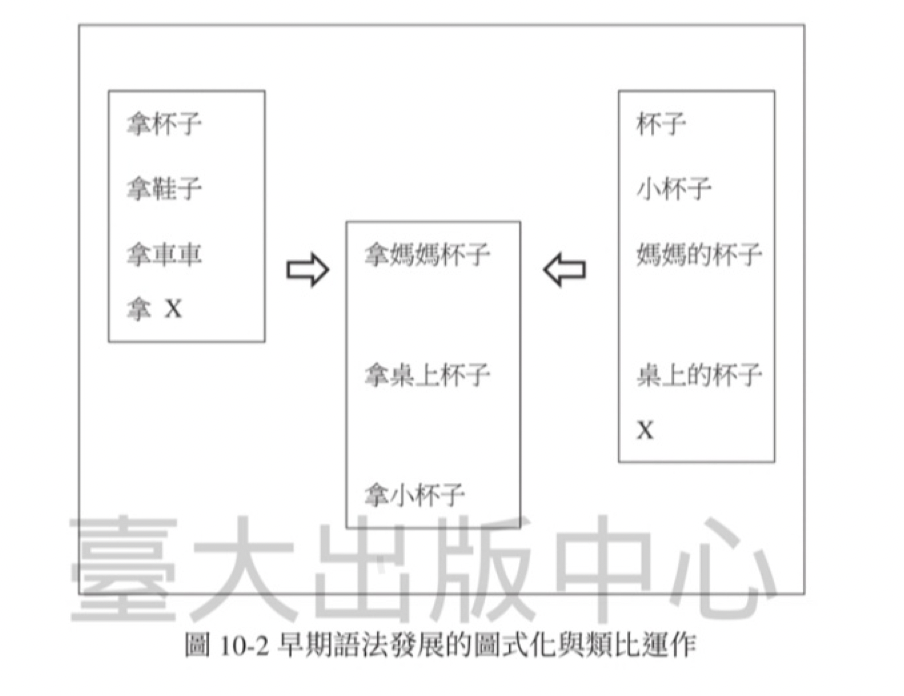 拿杯子
拿鞋子
拿車車
拿 X
拿媽媽杯子
拿桌上杯子
拿小杯子
杯子
小杯子
媽媽的杯子
桌上的杯子
X
臺大出版中心
圖 10-2 早期語法發展的圖式化與類比運作